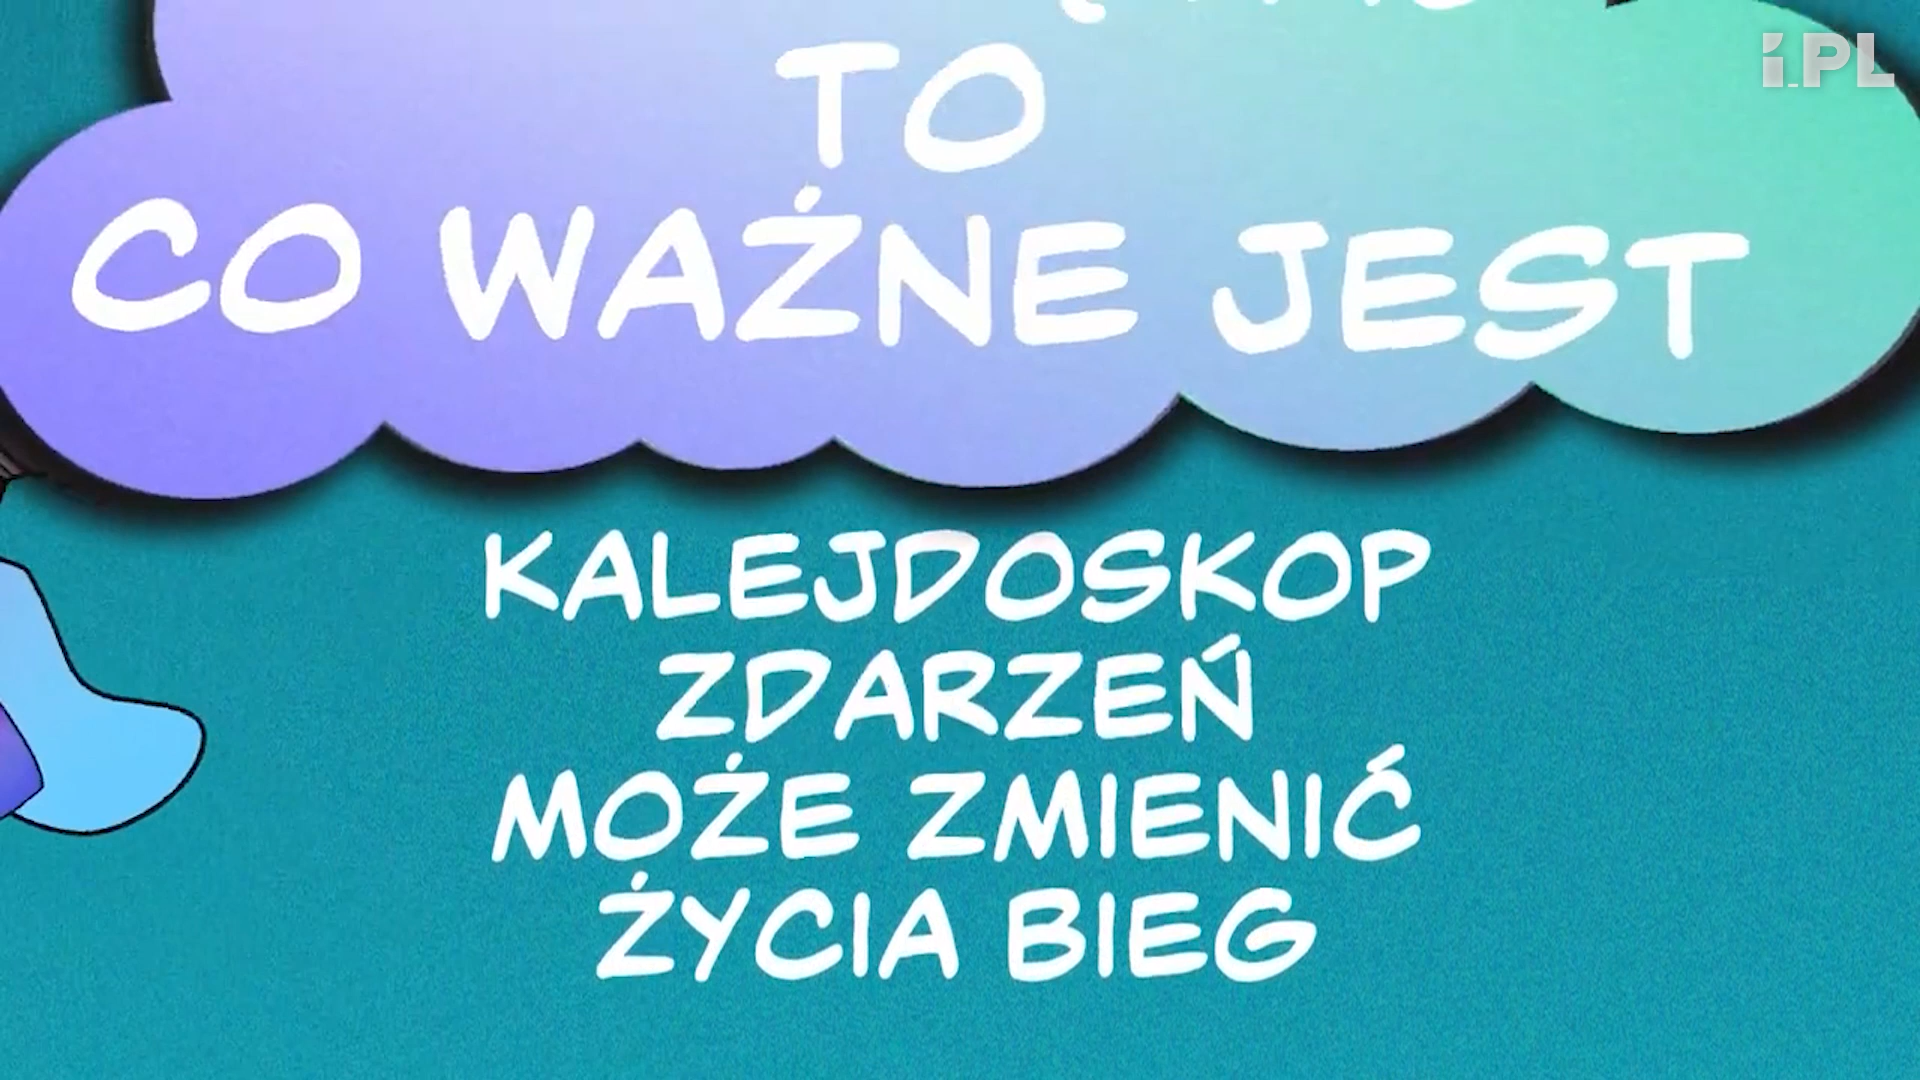 TO
CO WAŻNE JEST
KALEJDOSKOP
ZDARZEŃ
MOŻE ZMIENIĆ
ŻYCIA BIEG
i.PL